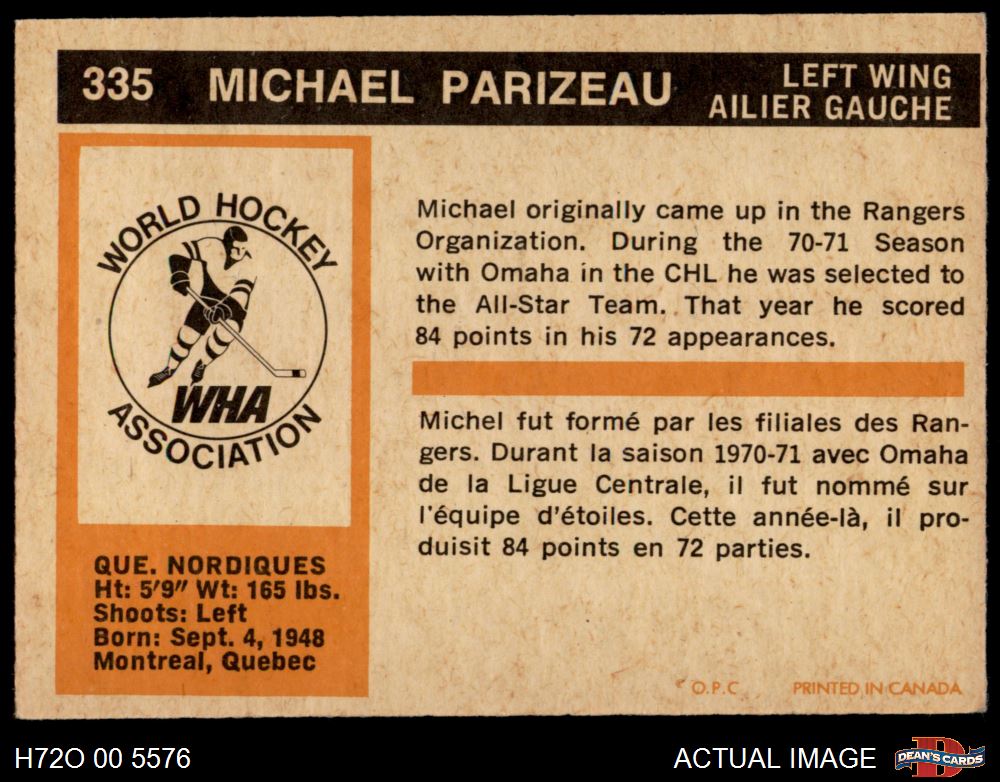 335 MICHAEL PARIZEAU
LEFT WING
AILIER GAUCHE
WORLD HOCKEY
WHA
ASSOCIATION
QUE. NORDIQUES
Ht: 5'9" Wt: 165 lbs.
Shoots: Left
Born: Sept. 4, 1948
Montreal, Quebec
Michael originally came up in the Rangers
Organization. During the 70-71 Season
with Omaha in the CHL he was selected to
the All-Star Team. That year he scored
84 points in his 72 appearances.
Michel fut formé par les filiales des Ran-
gers. Durant la saison 1970-71 avec Omaha
de la Ligue Centrale, il fut nommé sur
l'équipe d'étoiles. Cette année-là, il pro-
duisit 84 points en 72 parties.
O.P.C. PRINTED IN CANADA
H72O 00 5576
ACTUAL IMAGE
D
DEAN'S CARDS